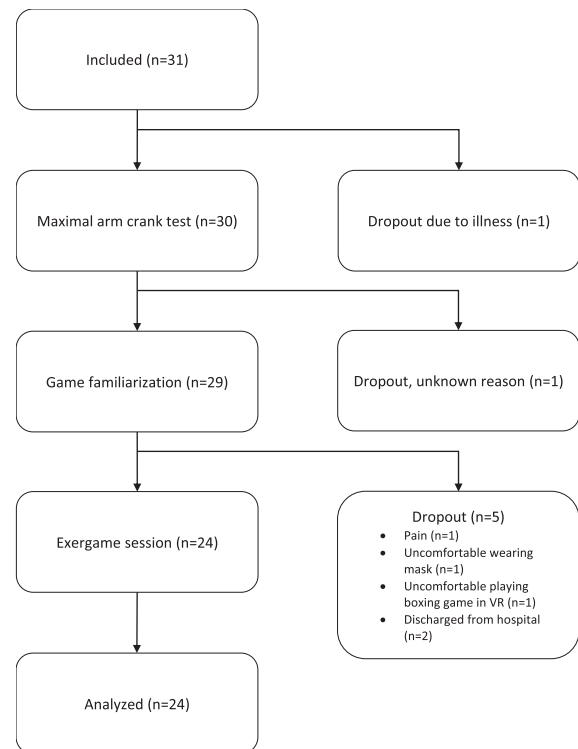 Included (n=31)
Maximal arm crank test (n=30)
Dropout due to illness (n=1)
Game familiarization (n=29)
Dropout, unknown reason (n=1)
Exergame session (n=24)
Dropout (n=5)
• Pain (n=1)
• Uncomfortable wearing
mask (n=1)
• Uncomfortable playing
boxing game in VR (n=1)
• Discharged from hospital
(n=2)
Analyzed (n=24)